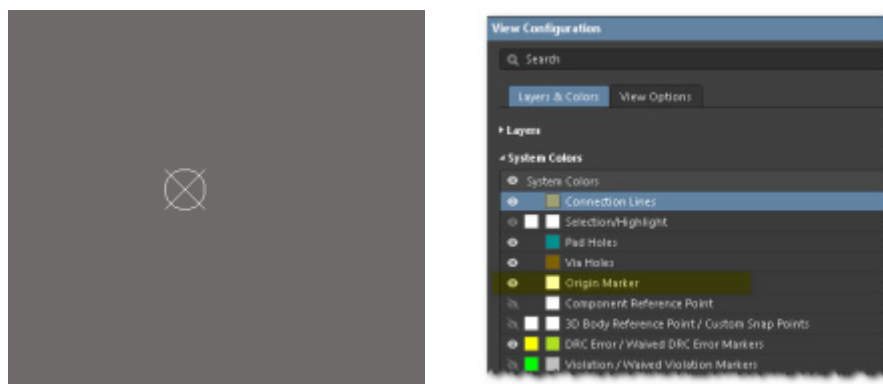 View Configuration
Search
Layers & Colors View Options
Layers
System Colors
System Colors
Connection Lines
Selection/Highlight
Pad Holes
Via Holes
Origin Marker
Component Reference Point
3D Body Reference Point / Custom Snap Points
DRC Error / Waived DRC Error Markers
Violation / Waived Violation Markers